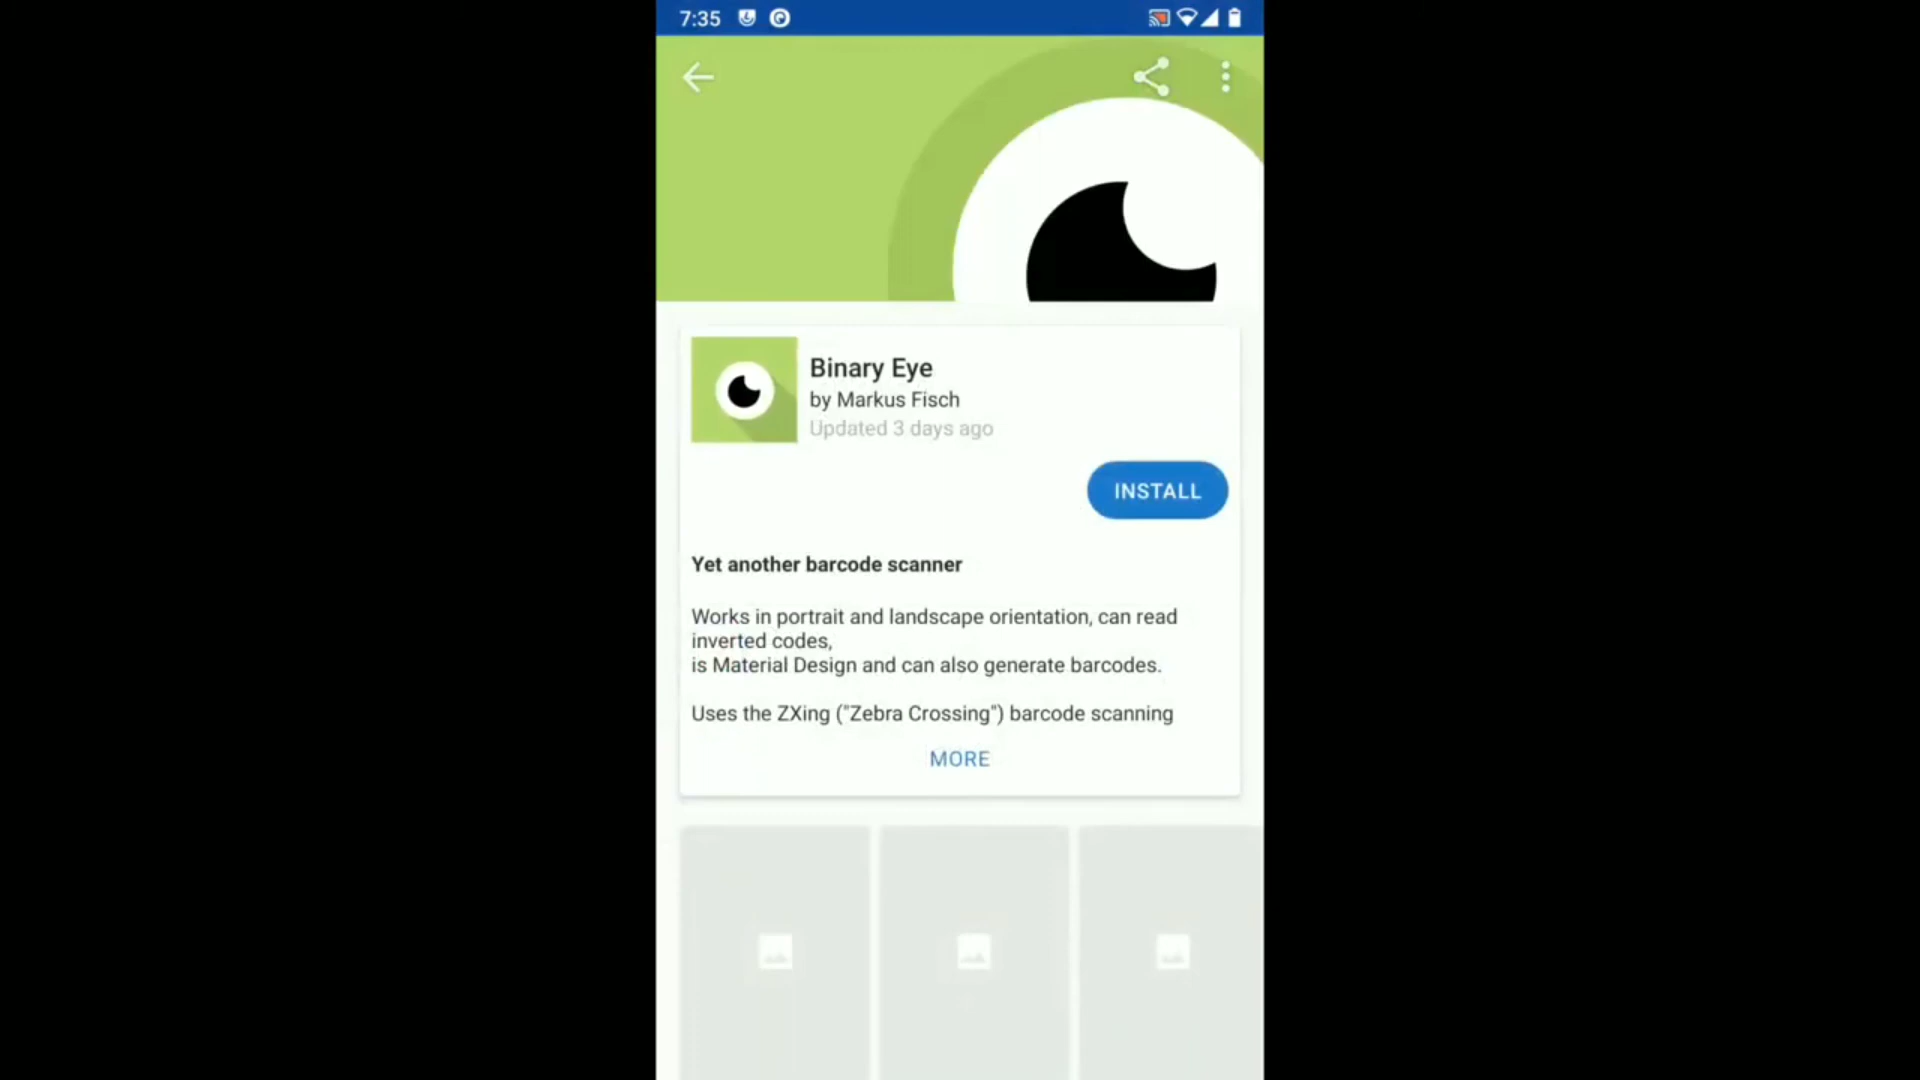 7:35
Binary Eye
by Markus Fisch
Updated 3 days ago
INSTALL
Yet another barcode scanner
Works in portrait and landscape orientation, can read
inverted codes,
is Material Design and can also generate barcodes.
Uses the ZXing ("Zebra Crossing") barcode scanning
MORE